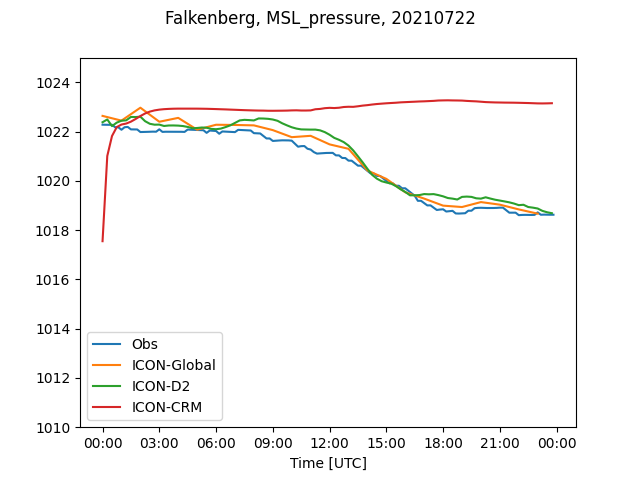 Falkenberg, MSL_pressure, 20210722
1024
1022
1020
1018
1016
1014
1012
1010
Obs
ICON-Global
ICON-D2
ICON-CRM
00:00 03:00 06:00 09:00 12:00 15:00 18:00 21:00 00:00
Time [UTC]